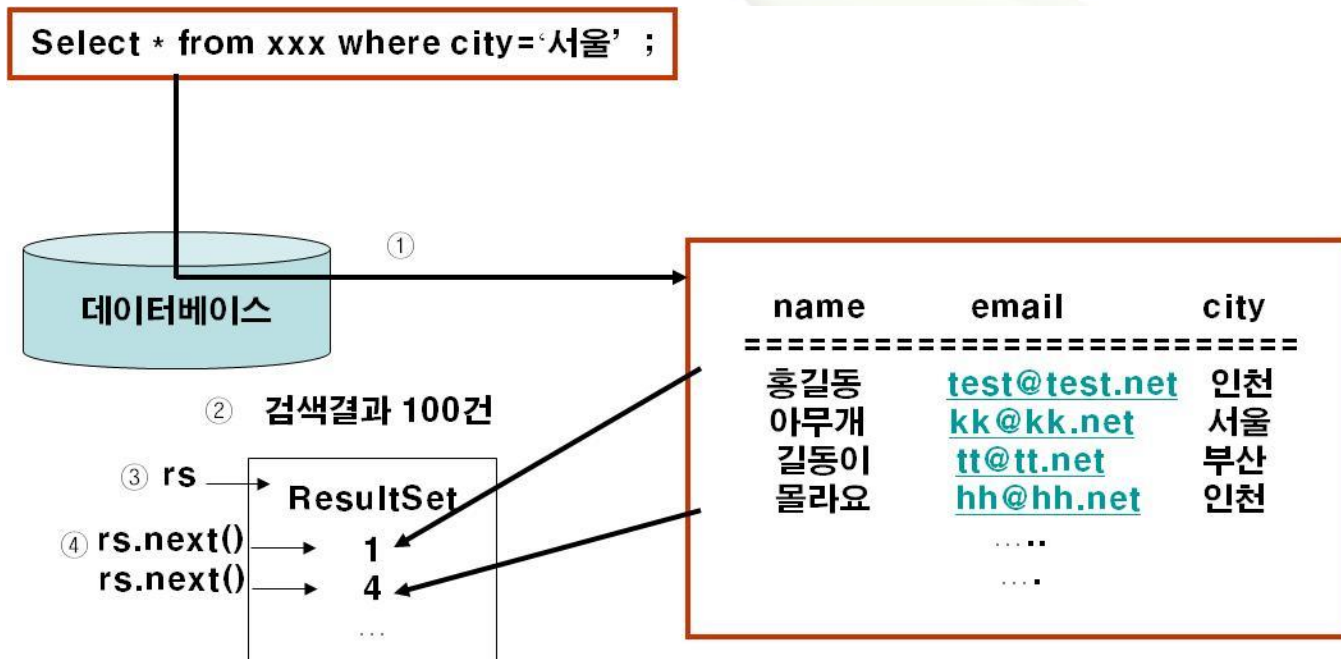 Select * from xxx where city=‘서울’ ;
①
데이터베이스
name email city
==========================
홍길동 test@test.net 인천
아무개 kk@kk.net 서울
길동이 tt@tt.net 부산
몰라요 hh@hh.net 인천
.....
....
② 검색결과 100건
③ rs
ResultSet
④ rs.next() 1
rs.next() 4
...